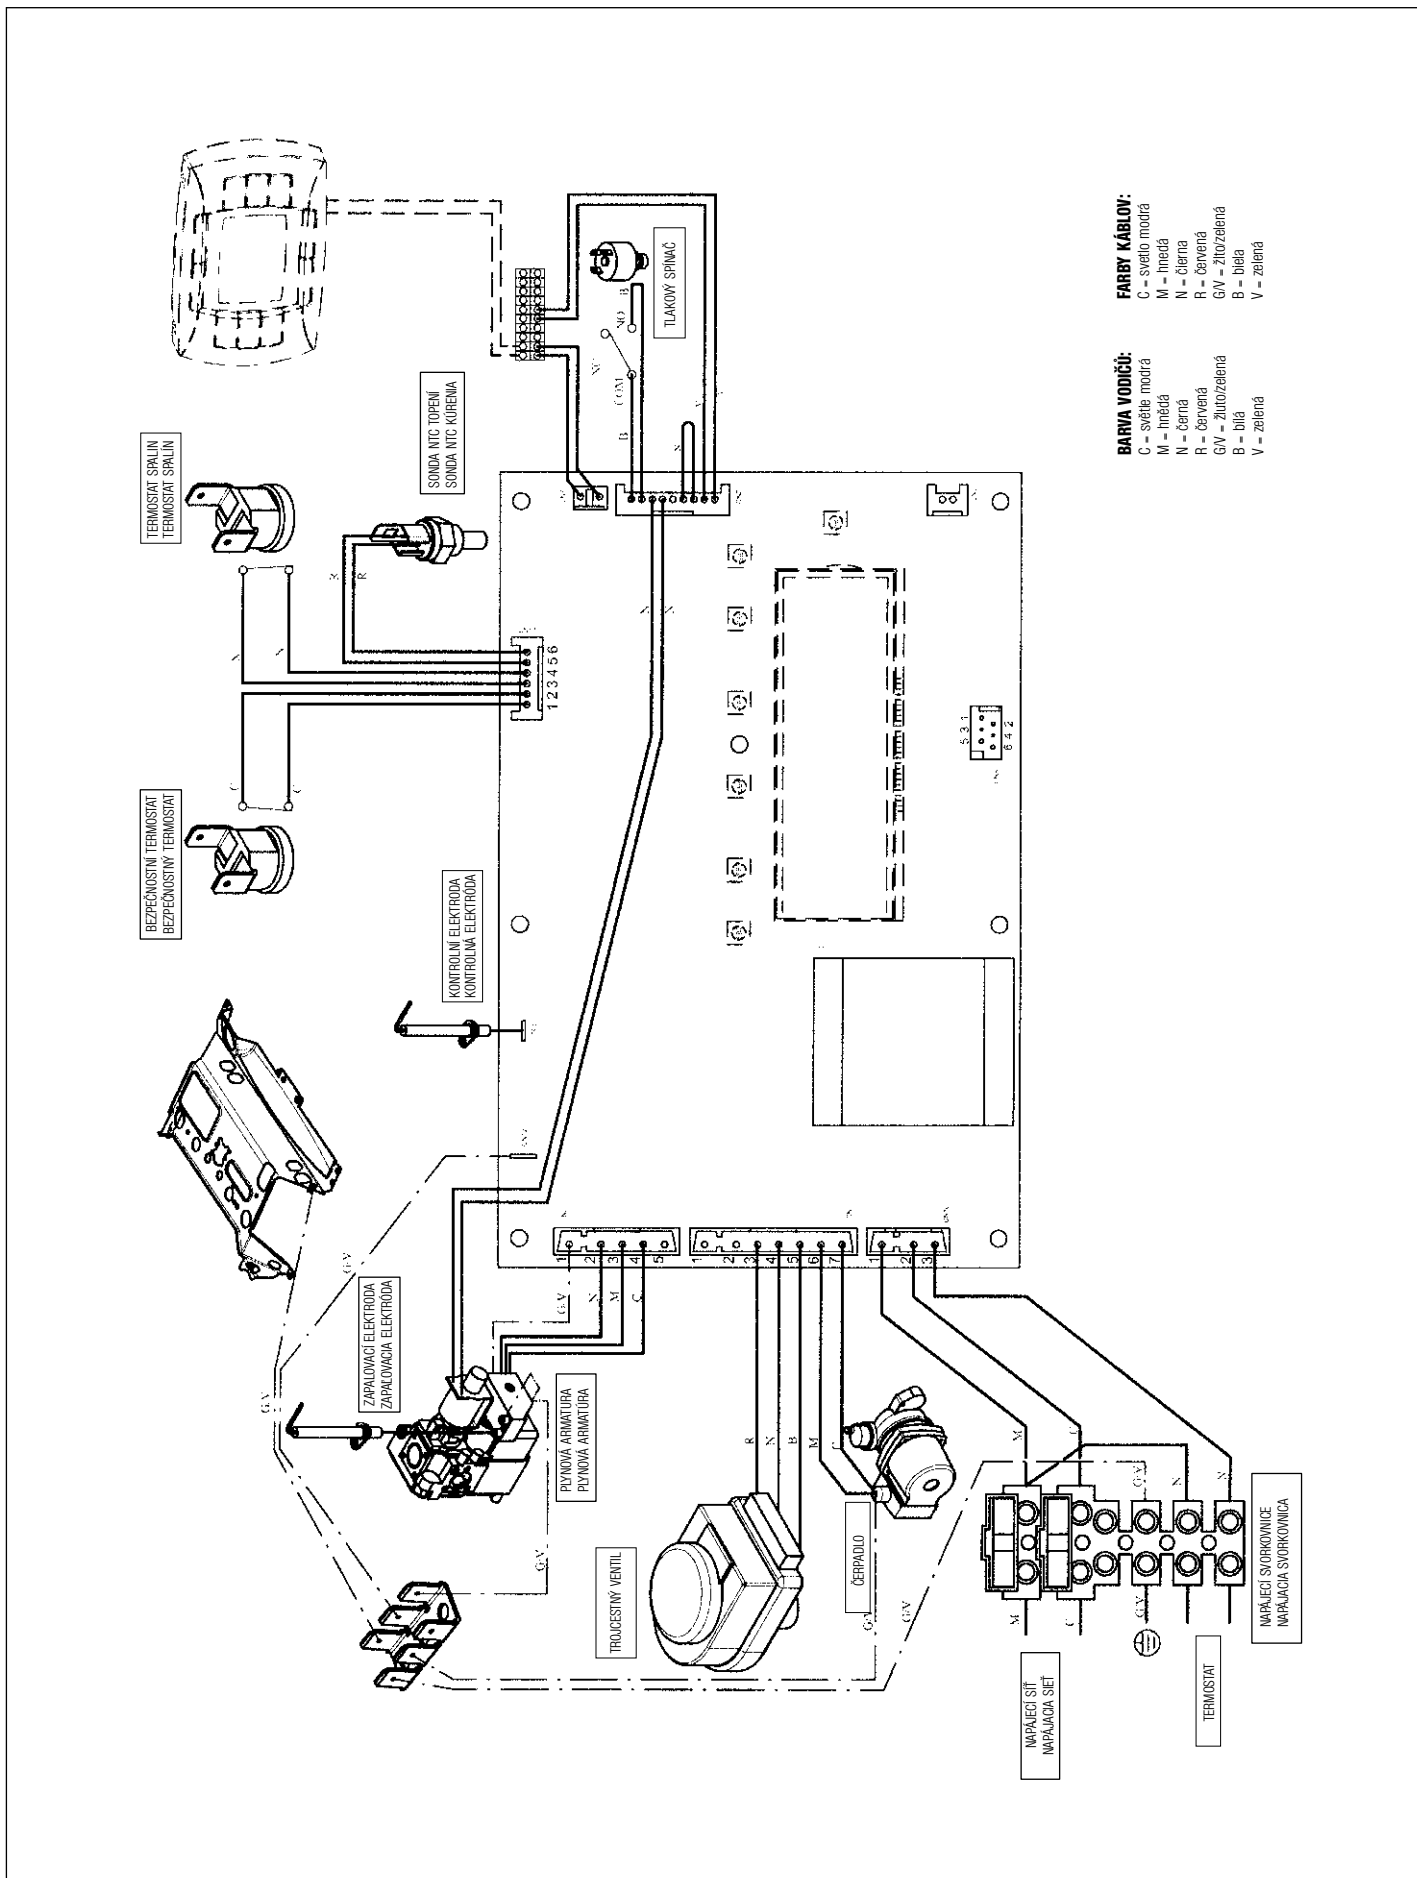 TERMOSTAT SPALIN
TERMOSTAT SPALÍN
BEZPEČNOSTNÍ TERMOSTAT
BEZPEČNOSTNÝ TERMOSTAT
SONDA NTC TOPENÍ
SONDA NTC KÚRENIA
KONTROLNÍ ELEKTRODA
KONTROLNÁ ELEKTRÓDA
ZAPALOVACÍ ELEKTRODA
ZAPAĽOVACIA ELEKTRÓDA
PLYNOVÁ ARMATURA
PLYNOVÁ ARMATÚRA
TROJCESTNÝ VENTIL
TLAKOVÝ SPÍNAČ
ČERPADLO
NAPÁJECÍ SÍŤ
NAPÁJACIA SIEŤ
TERMOSTAT
NAPÁJECÍ SVORKOVNICE
NAPÁJACIA SVORKOVNICA
BARVA VODIČŮ:
C = světle modrá
M = hnědá
N = černá
R = červená
G/V = žluto/zelená
B = bílá
V = zelená
FARBY KÁBLOV:
C = svetlo modrá
M = hnedá
N = čierna
R = červená
G/V = žlto/zelená
B = biela
V = zelená
COM
NO
NC
B
B
R
C
C
1 2 3 4 5 6
5 3 1
6 4 2
1 2 3 4 5
1 2 3 4 5 6 7
1 2 3
G/V
N
M
C
R
N
B
M
C
G/V
G/V
G/V
G/V
G/V
M
C
G/V
N
N
M
C
G/V